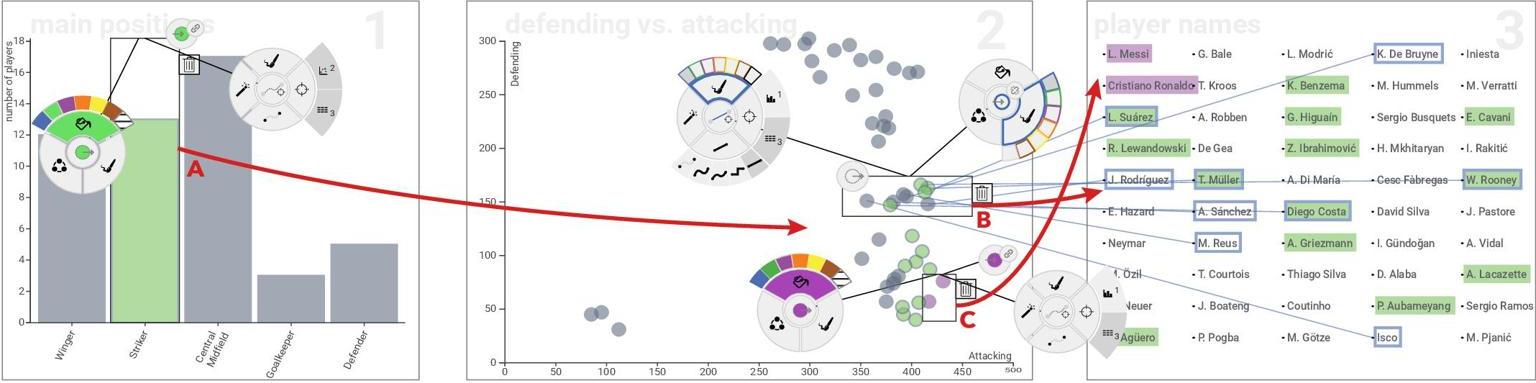 main positions
1
number of players
18
16
14
12
10
8
6
4
2
0
Winger
Striker
Central
Midfield
Goalkeeper
Defender
2
3
A
defending vs. attacking
2
Defending
300
250
200
150
100
50
0
0
50
100
150
200
250
300
350
400
450
500
Attacking
1
3
B
C
1
3
player names
3
L. Messi
G. Bale
L. Modrić
K. De Bruyne
Iniesta
Cristiano Ronaldo
T. Kroos
K. Benzema
M. Hummels
M. Verratti
L. Suárez
A. Robben
G. Higuaín
Sergio Busquets
E. Cavani
R. Lewandowski
De Gea
Z. Ibrahimović
H. Mkhitaryan
I. Rakitić
J. Rodríguez
T. Müller
A. Di María
Cesc Fàbregas
W. Rooney
E. Hazard
A. Sánchez
Diego Costa
David Silva
J. Pastore
Neymar
M. Reus
A. Griezmann
I. Gündoğan
A. Vidal
M. Özil
T. Courtois
Thiago Silva
D. Alaba
A. Lacazette
Neuer
J. Boateng
Coutinho
P. Aubameyang
Sergio Ramos
Agüero
P. Pogba
M. Götze
Isco
M. Pjanić